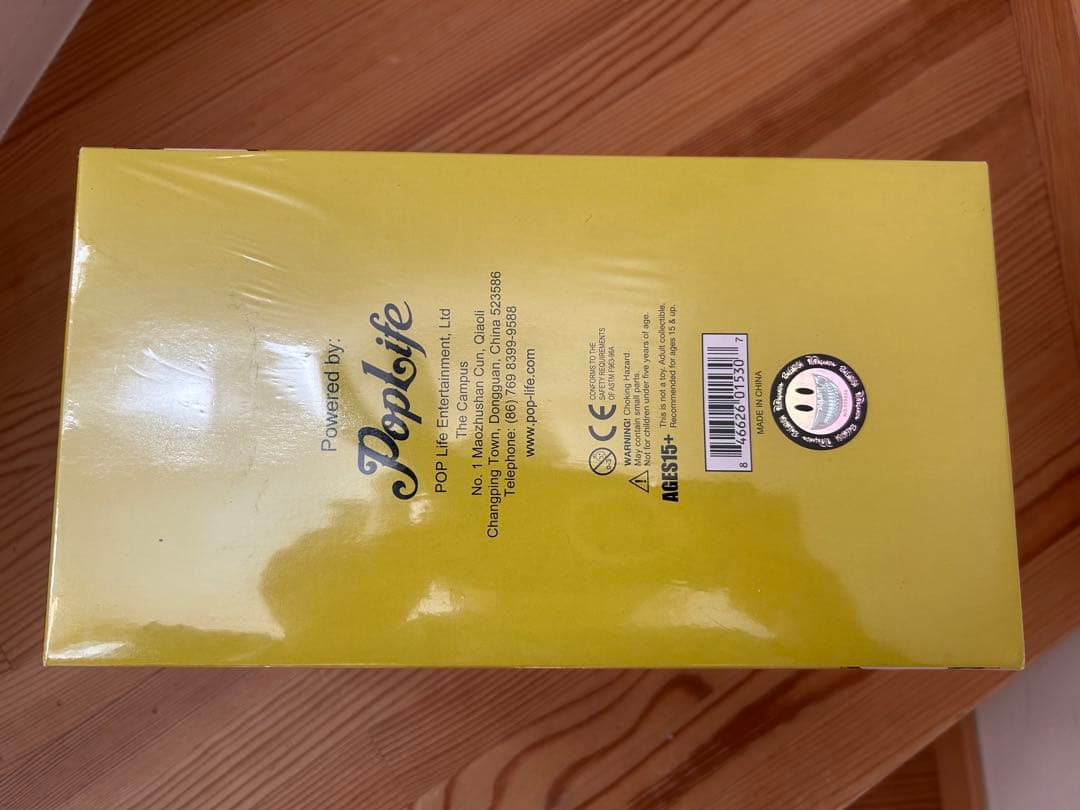 Powered by:
PopLife
POP Life Entertainment, Ltd
The Campus
No. 1 Maozhushan Cun, Qiaoli
Changping Town, Dongguan, China 523586
Telephone: (86) 769 8399-9588
www.pop-life.com
0-3
CE
CONFORMS TO THE
SAFETY REQUIREMENTS
OF ASTM F963-96A
WARNING! Choking Hazard.
May contain small parts.
Not for children under five years of age.
AGES15+
This is not a toy. Adult collectible.
Recommended for ages 15 & up.
8 46626 01530 7
MADE IN CHINA